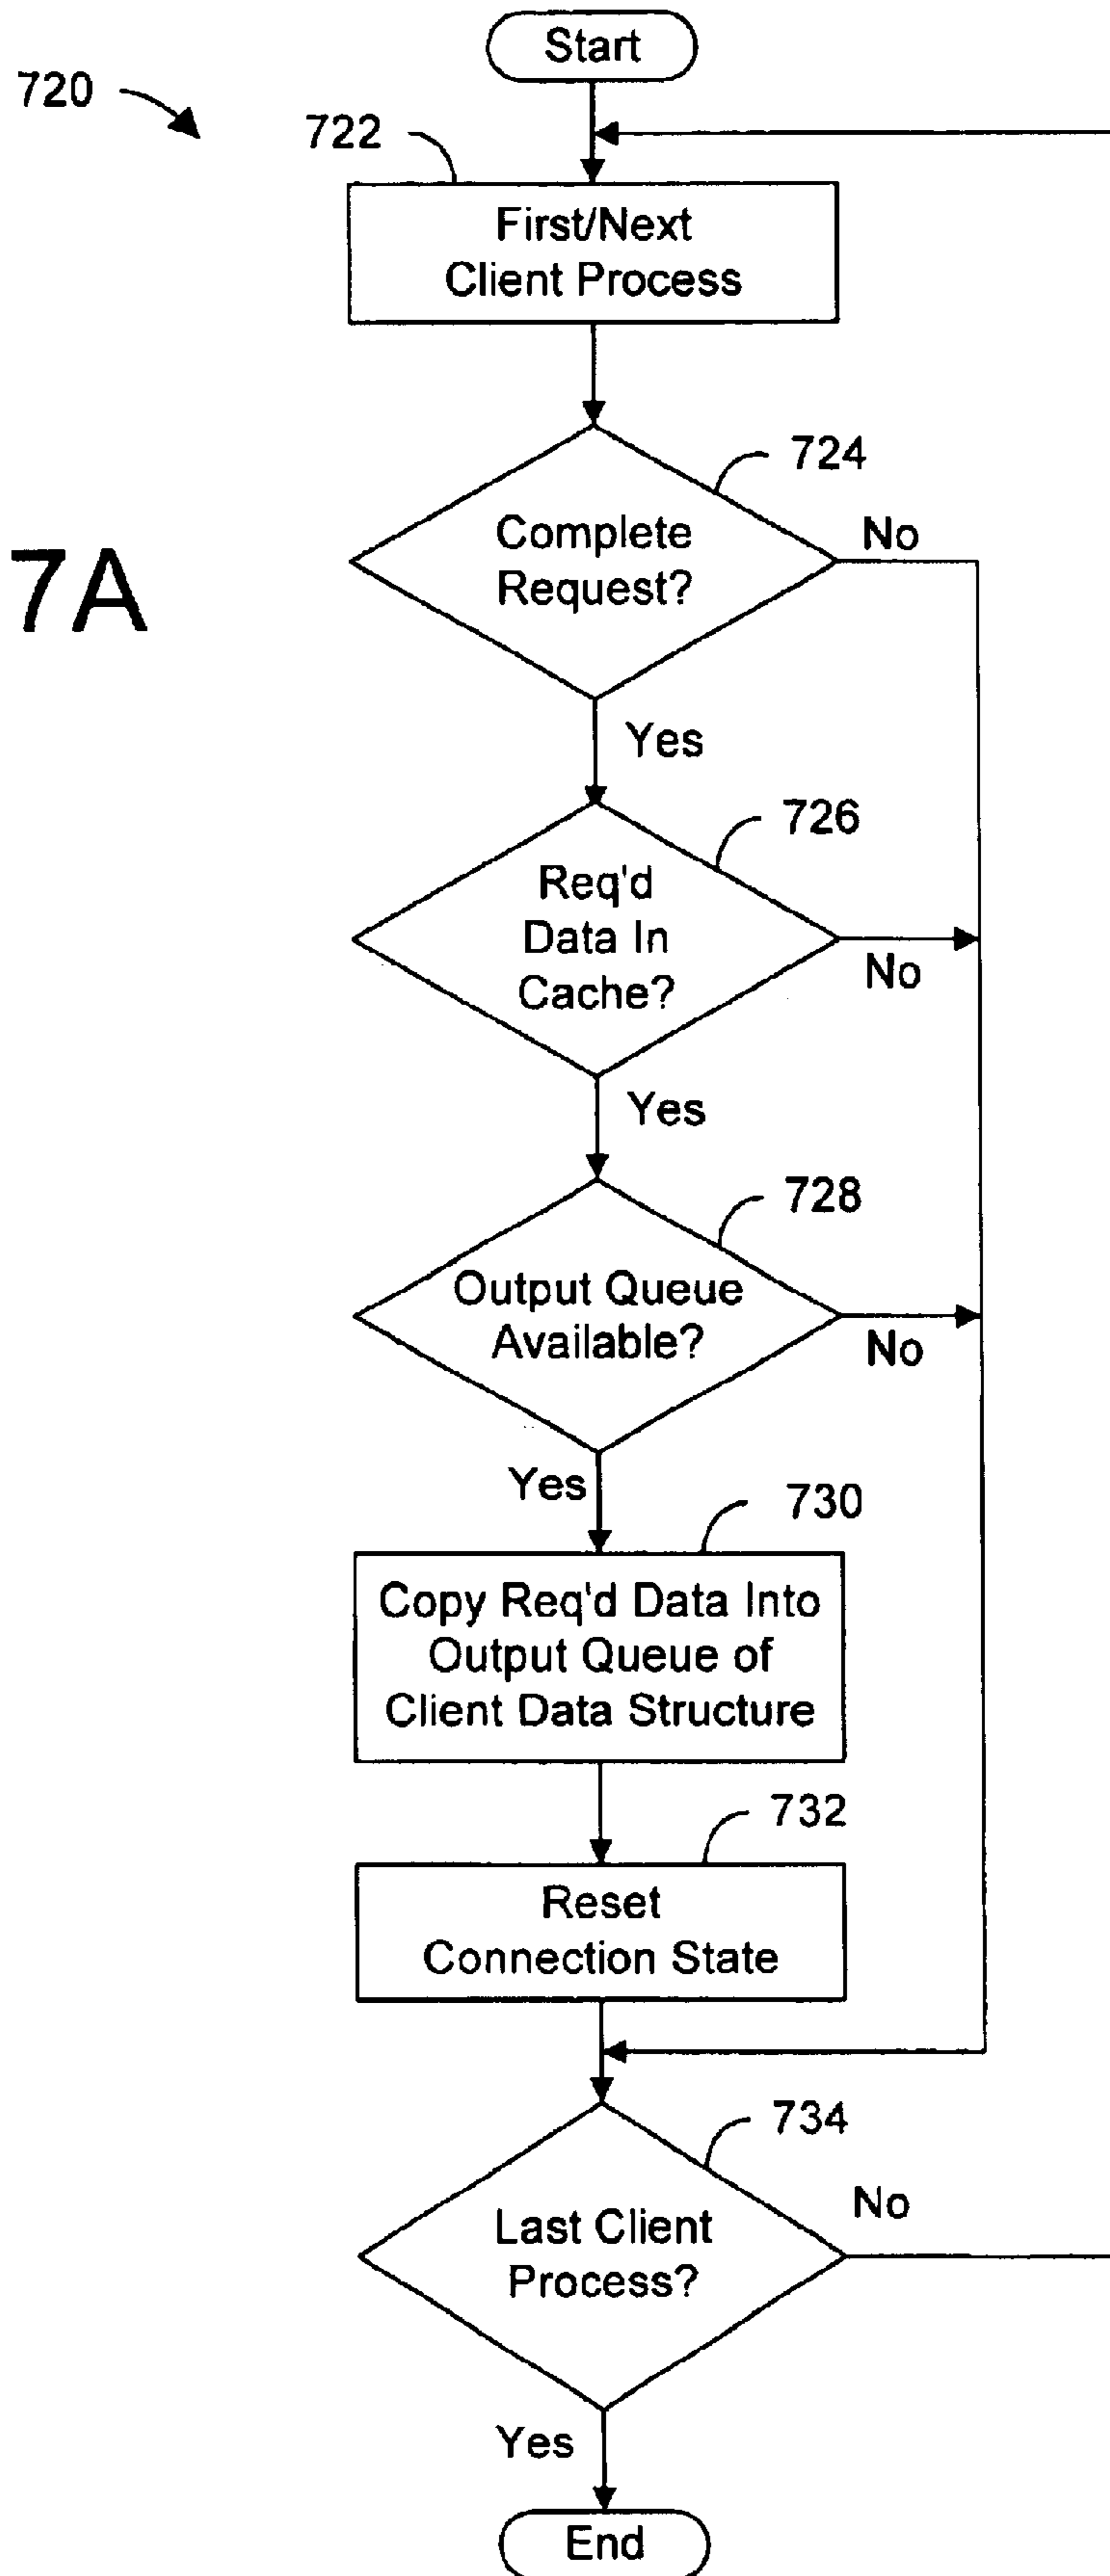 Start
720
722
First/Next
Client Process
724
Complete
Request?
No
7A
Yes
726
Req'd
Data In
Cache?
No
Yes
728
Output Queue
Available?
No
Yes
730
Copy Req'd Data Into
Output Queue of
Client Data Structure
732
Reset
Connection State
734
Last Client
Process?
No
Yes
End